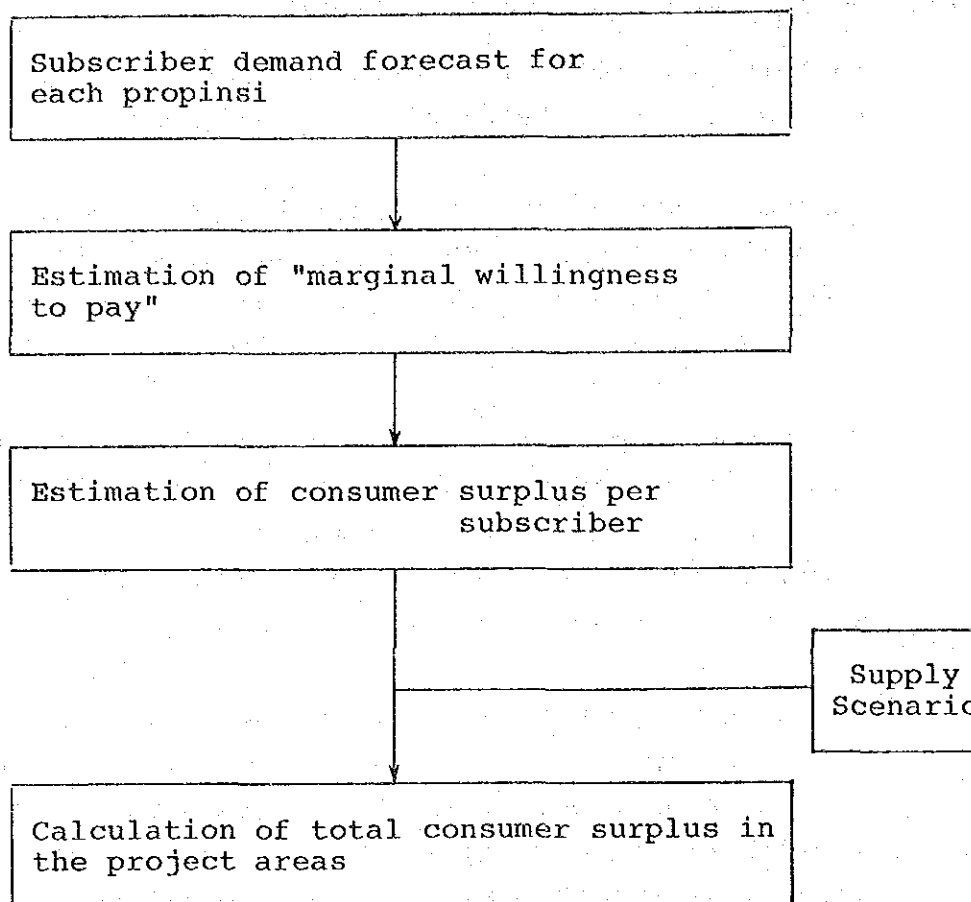 Subscriber demand forecast for
each propinsi
Estimation of "marginal willingness
to pay"
Estimation of consumer surplus per
subscriber
Supply
Scenario
Calculation of total consumer surplus in
the project areas